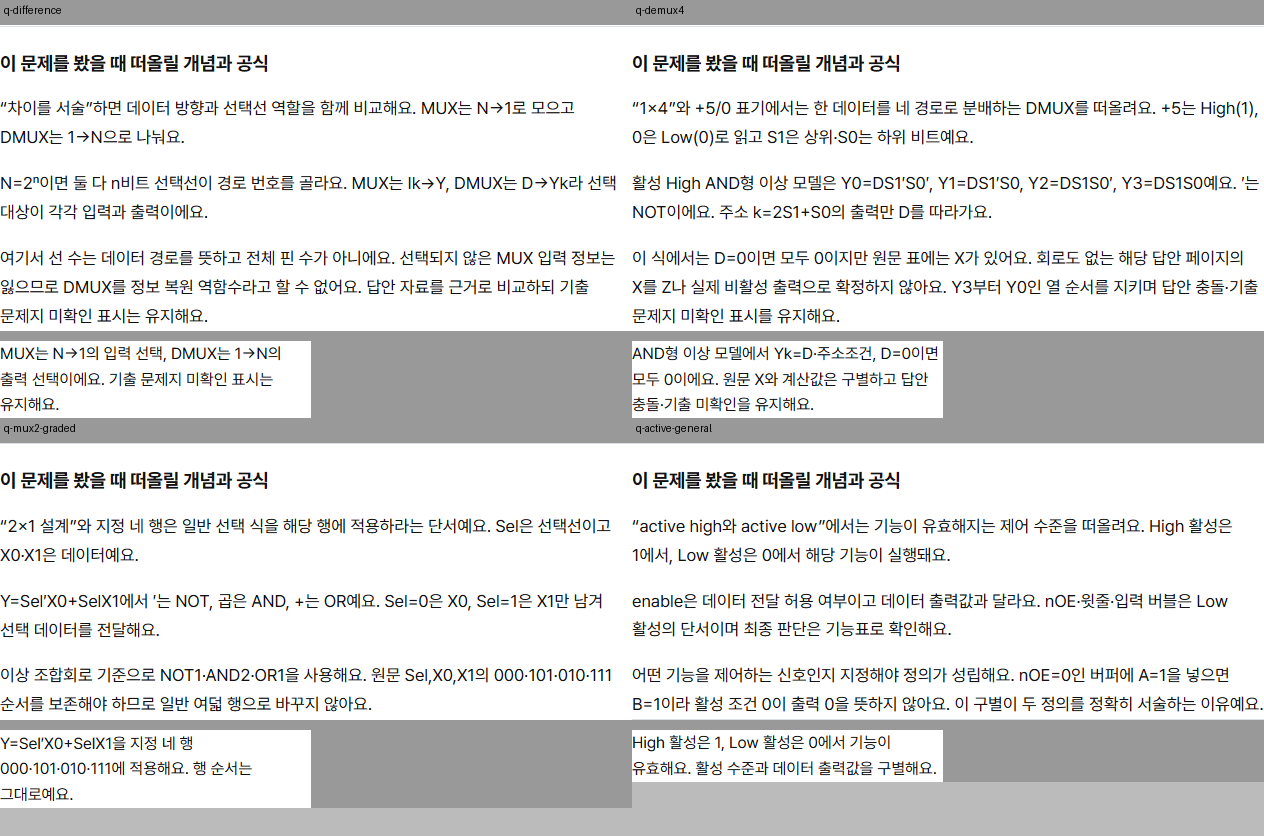 q-difference
이 문제를 봤을 때 떠올릴 개념과 공식
“차이를 서술”하면 데이터 방향과 선택선 역할을 함께 비교해요. MUX는 N→1로 모으고
DMUX는 1→N으로 나눠요.
N=2ⁿ이면 둘 다 n비트 선택선이 경로 번호를 골라요. MUX는 Ik→Y, DMUX는 D→Yk라 선택
대상이 각각 입력과 출력이에요.
여기서 선 수는 데이터 경로를 뜻하고 전체 핀 수가 아니에요. 선택되지 않은 MUX 입력 정보는
잃으므로 DMUX를 정보 복원 역함수라고 할 수 없어요. 답안 자료를 근거로 비교하되 기출
문제지 미확인 표시는 유지해요.
MUX는 N→1의 입력 선택, DMUX는 1→N의
출력 선택이에요. 기출 문제지 미확인 표시는
유지해요.
q-demux4
이 문제를 봤을 때 떠올릴 개념과 공식
“1×4”와 +5/0 표기에서는 한 데이터를 네 경로로 분배하는 DMUX를 떠올려요. +5는 High(1),
0은 Low(0)로 읽고 S1은 상위·S0는 하위 비트예요.
활성 High AND형 이상 모델은 Y0=DS1′S0′, Y1=DS1′S0, Y2=DS1S0′, Y3=DS1S0예요. ′는
NOT이에요. 주소 k=2S1+S0의 출력만 D를 따라가요.
이 식에서는 D=0이면 모두 0이지만 원문 표에는 X가 있어요. 회로도 없는 해당 답안 페이지의
X를 Z나 실제 비활성 출력으로 확정하지 않아요. Y3부터 Y0인 열 순서를 지키며 답안 충돌·기출
문제지 미확인 표시를 유지해요.
AND형 이상 모델에서 Yk=D·주소조건, D=0이면
모두 0이에요. 원문 X와 계산값은 구별하고 답안
충돌·기출 미확인을 유지해요.
q-mux2-graded
이 문제를 봤을 때 떠올릴 개념과 공식
“2×1 설계”와 지정 네 행은 일반 선택 식을 해당 행에 적용하라는 단서예요. Sel은 선택선이고
X0·X1은 데이터예요.
Y=Sel′X0+SelX1에서 ′는 NOT, 곱은 AND, +는 OR예요. Sel=0은 X0, Sel=1은 X1만 남겨
선택 데이터를 전달해요.
이상 조합회로 기준으로 NOT1·AND2·OR1을 사용해요. 원문 Sel,X0,X1의 000·101·010·111
순서를 보존해야 하므로 일반 여덟 행으로 바꾸지 않아요.
Y=Sel′X0+SelX1을 지정 네 행
000·101·010·111에 적용해요. 행 순서는
그대로예요.
q-active-general
이 문제를 봤을 때 떠올릴 개념과 공식
“active high와 active low”에서는 기능이 유효해지는 제어 수준을 떠올려요. High 활성은
1에서, Low 활성은 0에서 해당 기능이 실행돼요.
enable은 데이터 전달 허용 여부이고 데이터 출력값과 달라요. nOE·윗줄·입력 버블은 Low
활성의 단서이며 최종 판단은 기능표로 확인해요.
어떤 기능을 제어하는 신호인지 지정해야 정의가 성립해요. nOE=0인 버퍼에 A=1을 넣으면
B=1이라 활성 조건 0이 출력 0을 뜻하지 않아요. 이 구별이 두 정의를 정확히 서술하는 이유예요.
High 활성은 1, Low 활성은 0에서 기능이
유효해요. 활성 수준과 데이터 출력값을 구별해요.